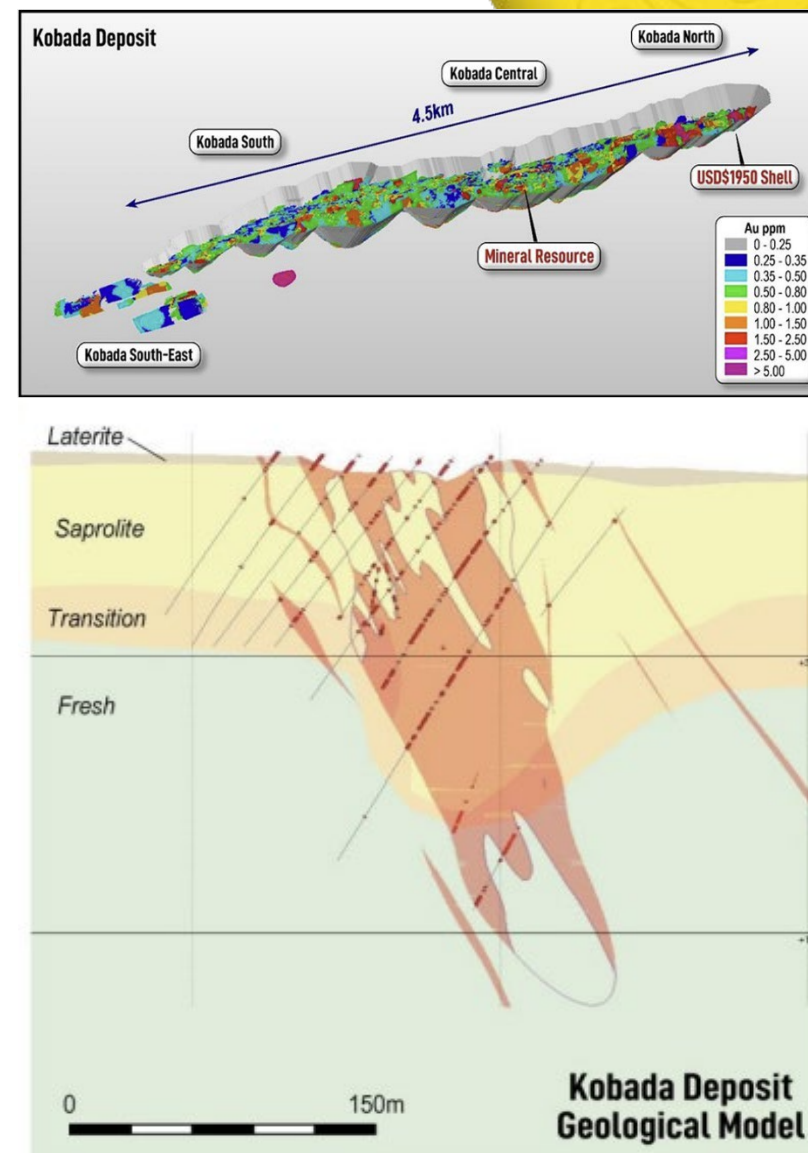 Kobada Deposit
Kobada North
Kobada Central
4.5km
Kobada South
USD$1950 Shell
Mineral Resource
Kobada South-East
Au ppm
0 - 0.25
0.25 - 0.35
0.35 - 0.50
0.50 - 0.80
0.80 - 1.00
1.00 - 1.50
1.50 - 2.50
2.50 - 5.00
> 5.00
Laterite
Saprolite
Transition
Fresh
0
150m
Kobada Deposit
Geological Model